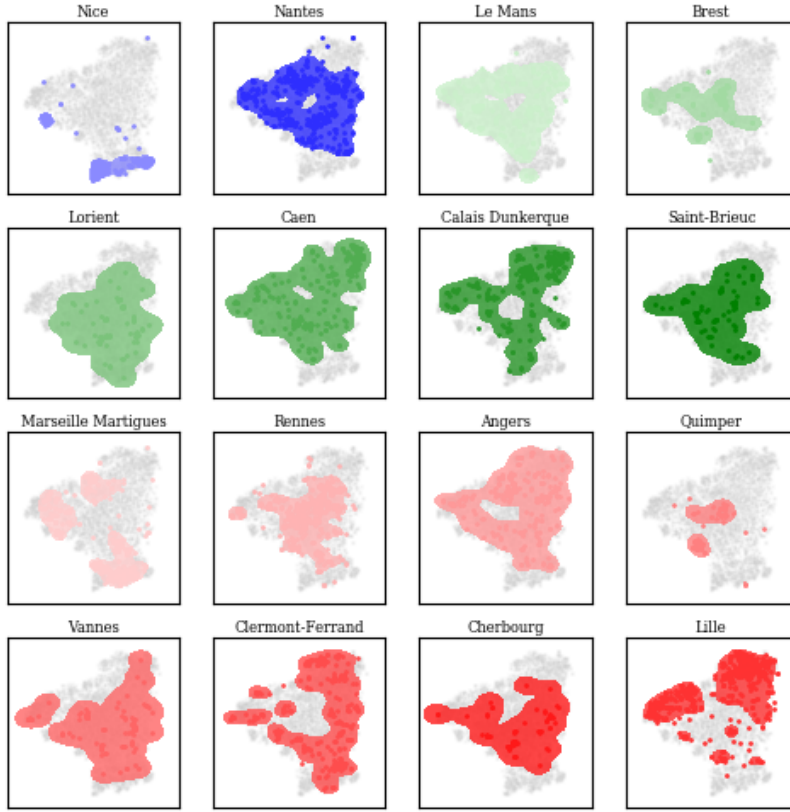 Nice Nantes Le Mans Brest
Lorient Caen Calais Dunkerque Saint-Brieuc
Marseille Martigues Rennes Angers Quimper
Vannes Clermont-Ferrand Cherbourg Lille